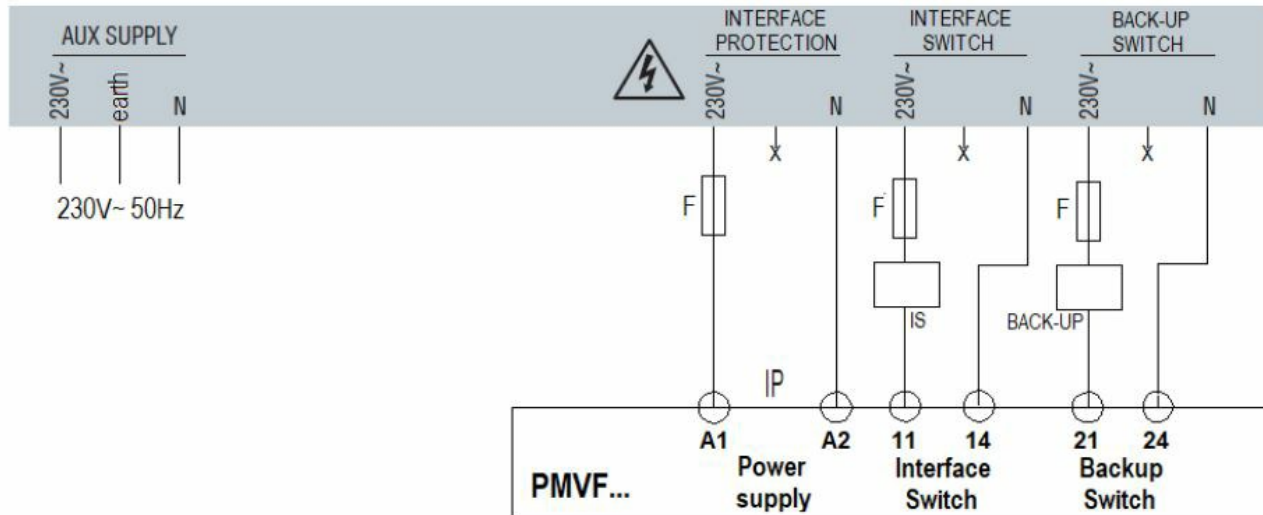 AUX SUPPLY
INTERFACE
PROTECTION
INTERFACE
SWITCH
BACK-UP
SWITCH
230V~
earth
N
230V~
N
230V~
N
230V~
N
X
X
X
230V~ 50Hz
F
F
F
IS
BACK-UP
IP
A1
A2
11
14
21
24
PMVF...
Power
supply
Interface
Switch
Backup
Switch